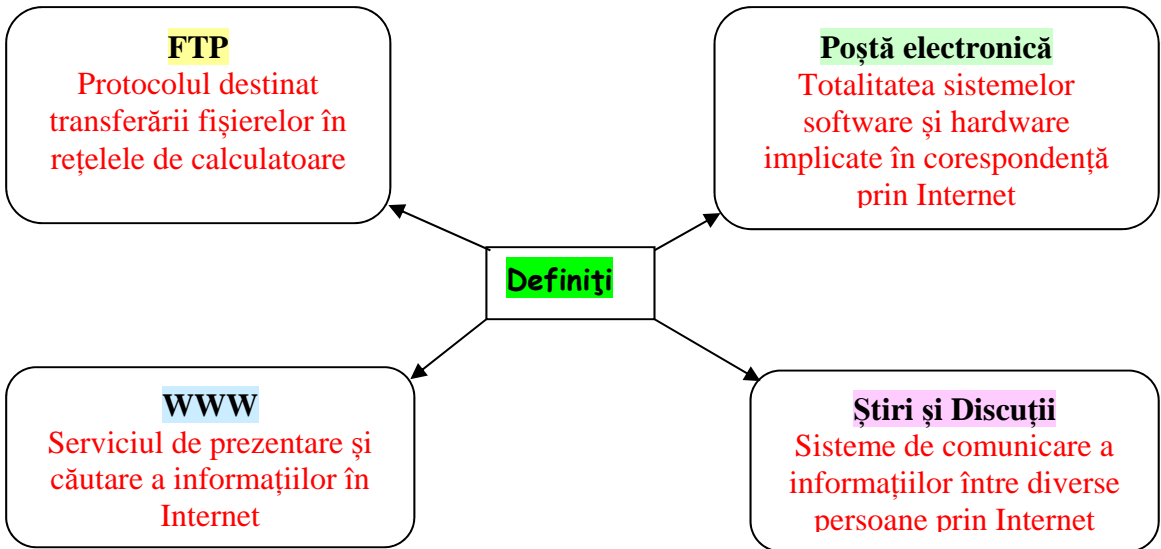 FTP
Protocolul destinat
transferării fișierelor în
rețelele de calculatoare
Poștă electronică
Totalitatea sistemelor
software și hardware
implicate în corespondență
prin Internet
Definiţi
WWW
Serviciul de prezentare și
căutare a informațiilor în
Internet
Știri și Discuții
Sisteme de comunicare a
informațiilor între diverse
persoane prin Internet